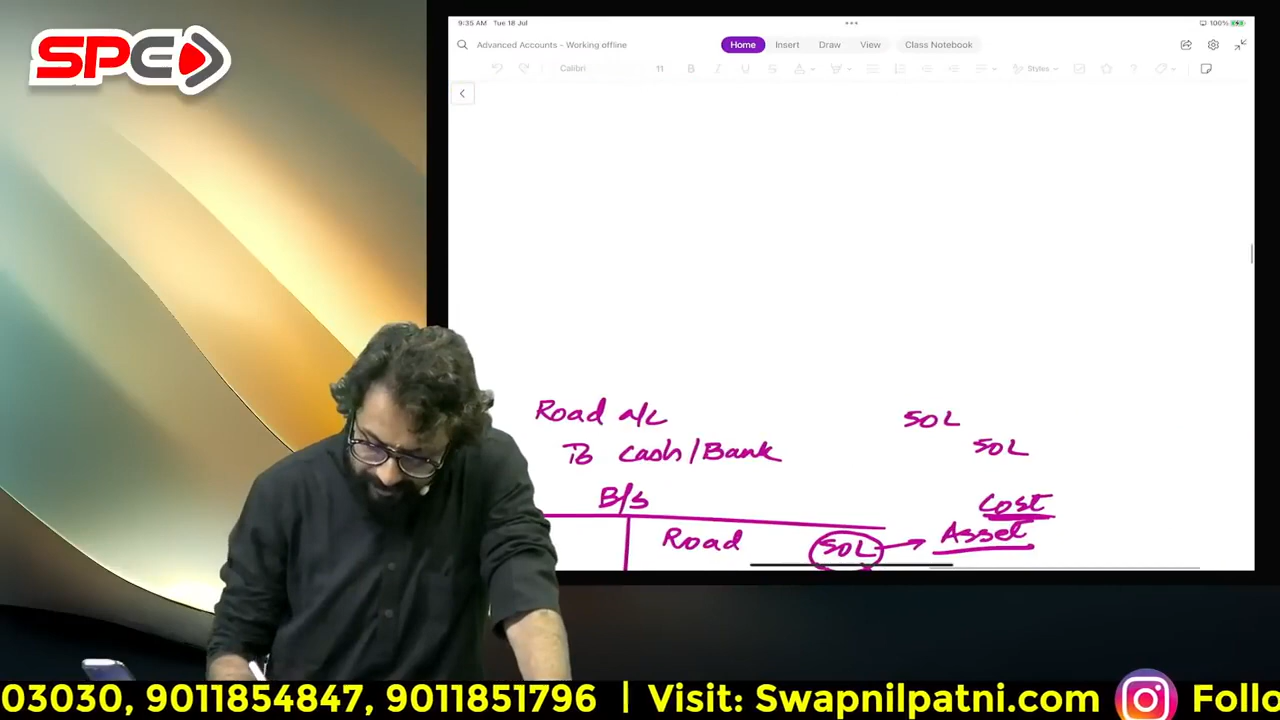 SPE
9:35 AM Tue 18 Jul
100%
Advanced Accounts - Working offline
Home Insert Draw View Class Notebook
Calibri 11 B I U S A Styles ?
Road a/c 50L
To Cash/Bank 50L
B/s
Cost
Road 50L → Asset
03030, 9011854847, 9011851796 | Visit: Swapnilpatni.com Follo